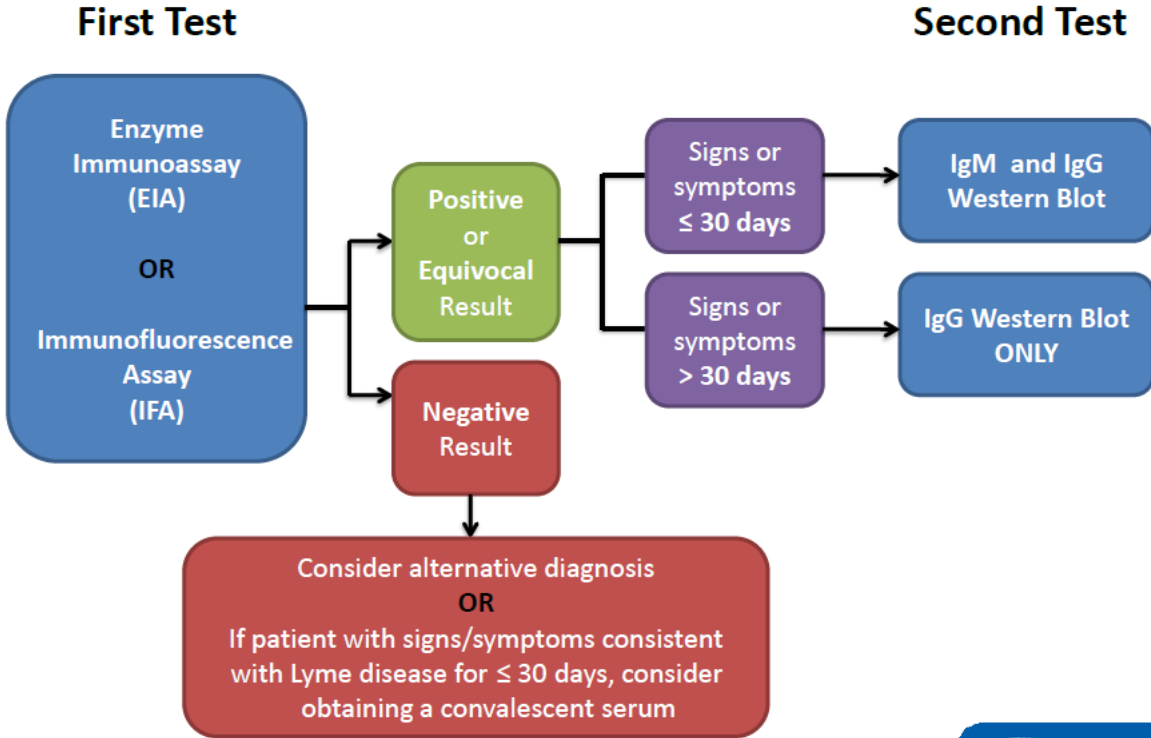 First Test
Second Test
Enzyme
Immunoassay
(EIA)
OR
Immunofluorescence
Assay
(IFA)
Positive
or
Equivocal
Result
Negative
Result
Signs or
symptoms
≤ 30 days
Signs or
symptoms
> 30 days
IgM and IgG
Western Blot
IgG Western Blot
ONLY
Consider alternative diagnosis
OR
If patient with signs/symptoms consistent
with Lyme disease for ≤ 30 days, consider
obtaining a convalescent serum